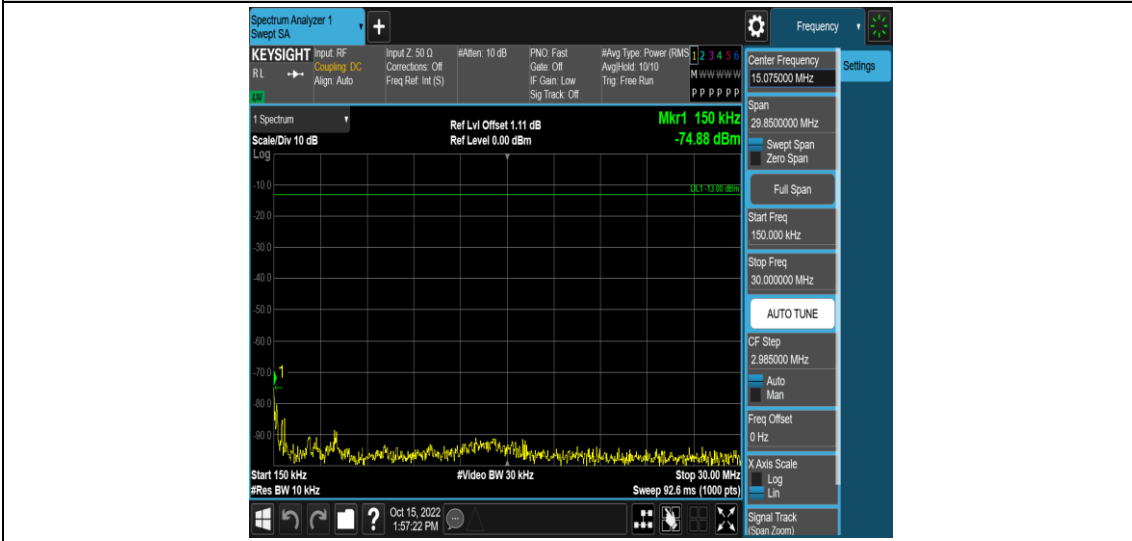 Spectrum Analyzer 1
Swept SA
+
Frequency
KEYSIGHT
RL
LXI
Input: RF
Coupling: DC
Align: Auto
Input Z: 50 Ω
Corrections: Off
Freq Ref: Int (S)
#Atten: 10 dB
PNO: Fast
Gate: Off
IF Gain: Low
Sig Track: Off
#Avg Type: Power (RMS
Avg|Hold: 10/10
Trig: Free Run
1 2 3 4 5 6
M W W W W W
P P P P P P
1 Spectrum
Scale/Div 10 dB
Ref Lvl Offset 1.11 dB
Ref Level 0.00 dBm
Mkr1 150 kHz
-74.88 dBm
Log
DL1 -13.00 dBm
-10.0
-20.0
-30.0
-40.0
-50.0
-60.0
-70.0
1
-80.0
-90.0
Start 150 kHz
#Video BW 30 kHz
Stop 30.00 MHz
#Res BW 10 kHz
Sweep 92.6 ms (1000 pts)
?
Oct 15, 2022
1:57:22 PM
Center Frequency
15.075000 MHz
Settings
Span
29.8500000 MHz
Swept Span
Zero Span
Full Span
Start Freq
150.000 kHz
Stop Freq
30.000000 MHz
AUTO TUNE
CF Step
2.985000 MHz
Auto
Man
Freq Offset
0 Hz
X Axis Scale
Log
Lin
Signal Track
(Span Zoom)